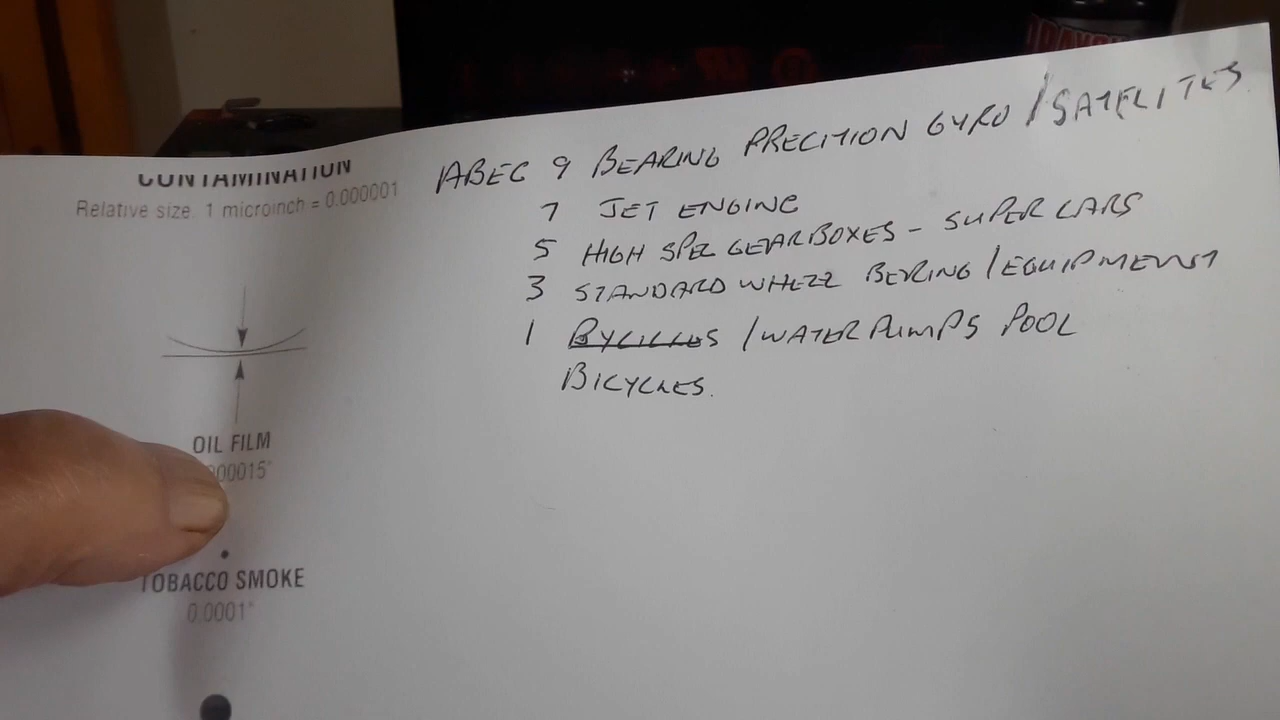 CONTAMINATION
Relative size. 1 microinch = 0.000001
OIL FILM
TOBACCO SMOKE
0.0001"
ABEC 9 BEARING PRECITION GYRO / SATELITES
7 JET ENGINE
5 HIGH SPEC GEARBOXES - SUPER CARS
3 STANDARD WHEEL BERING / EQUIPMENT
1 BYCICLES / WATER PUMPS POOL
BICYCLES.